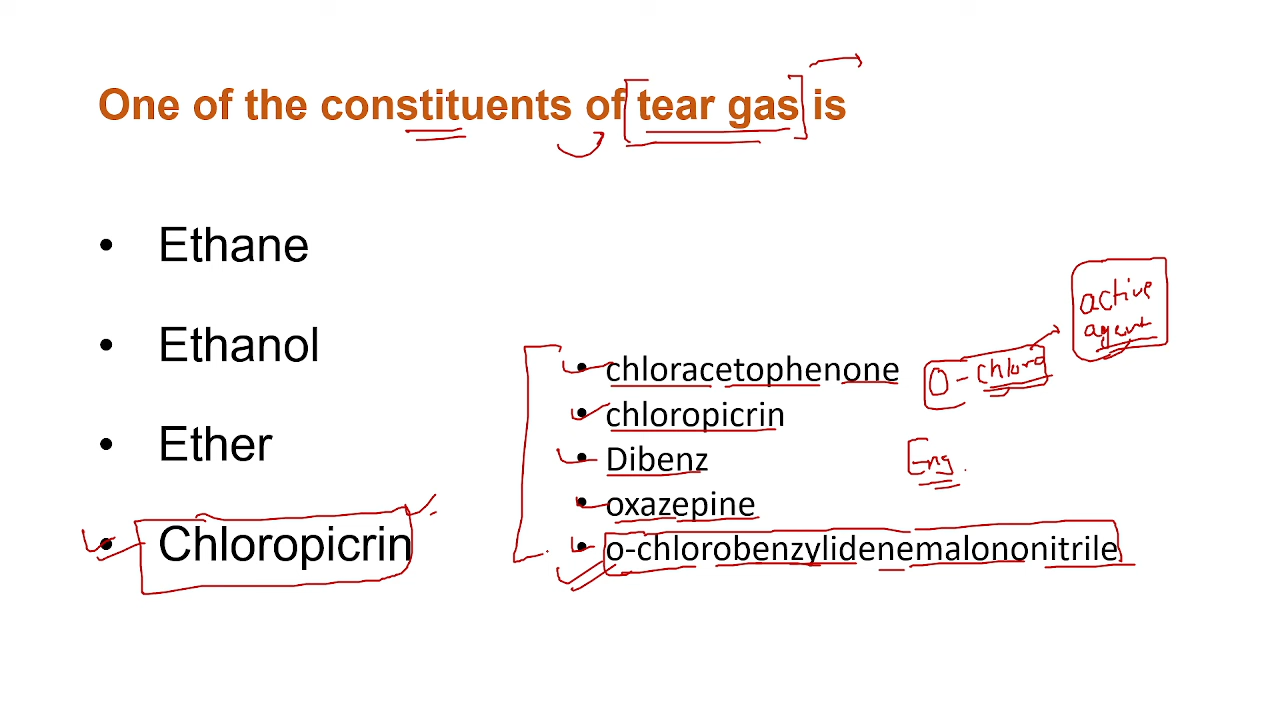 One of the constituents of tear gas is
• Ethane
• Ethanol
• Ether
• Chloropicrin
• chloracetophenone
• chloropicrin
• Dibenz
• oxazepine
• o-chlorobenzylidenemalononitrile
O-chloro
active
agent
Eng.